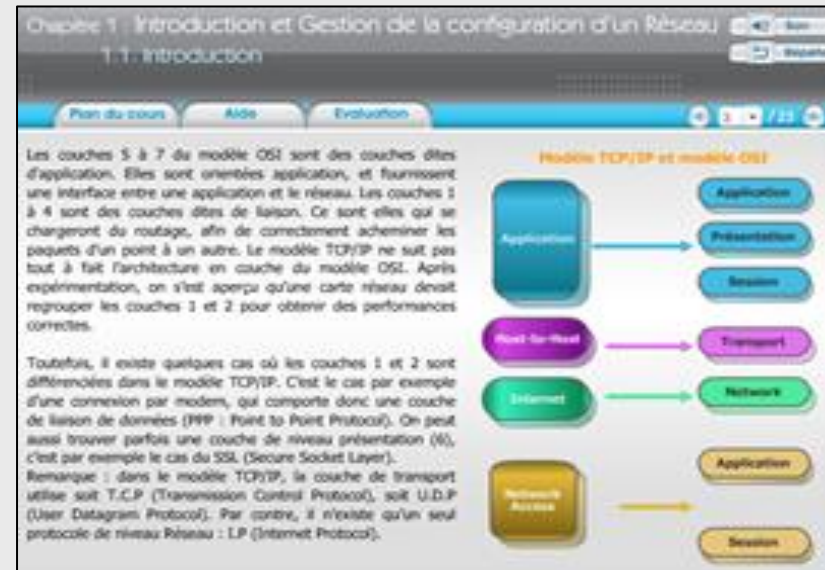 Chapitre 1 : Introduction et Gestion de la configuration d'un Réseau
1.1. Introduction
Son
Plan du cours
Aide
Evaluation
/ 25
Les couches 5 à 7 du modèle OSI sont des couches dites
d'application. Elles sont orientées application, et fournissent
une interface entre une application et le réseau. Les couches 1
à 4 sont des couches dites de liaison. Ce sont elles qui se
chargeront du routage, afin de correctement acheminer les
paquets d'un point à un autre. Le modèle TCP/IP ne suit pas
tout à fait l'architecture en couche du modèle OSI. Après
expérimentation, on s'est aperçu qu'une carte réseau devait
regrouper les couches 1 et 2 pour obtenir des performances
correctes.
Toutefois, il existe quelques cas où les couches 1 et 2 sont
différenciées dans le modèle TCP/IP. C'est le cas par exemple
d'une connexion par modem, qui comporte donc une couche
de liaison de données (PPP : Point to Point Protocol). On peut
aussi trouver parfois une couche de niveau présentation (6),
c'est par exemple le cas du SSL (Secure Socket Layer).
Remarque : dans le modèle TCP/IP, la couche de transport
utilise soit T.C.P (Transmission Control Protocol), soit U.D.P
(User Datagram Protocol). Par contre, il n'existe qu'un seul
protocole de niveau Réseau : I.P (Internet Protocol).
Modèle TCP/IP et modèle OSI
Application
Application
Présentation
Session
Host-to-Host
Transport
Internet
Network
Network
Access
Application
Session